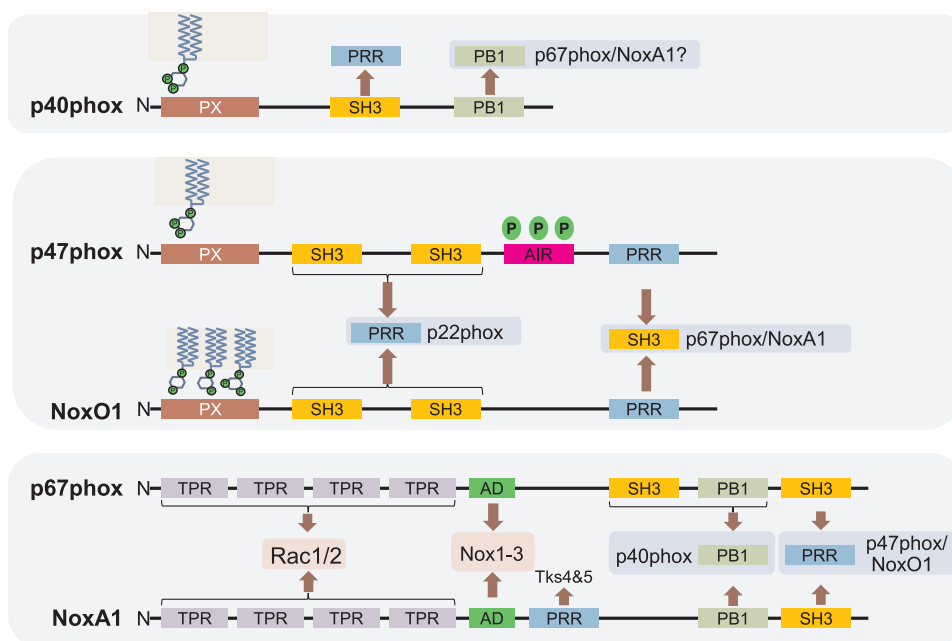 P
P P
PRR
PB1 p67phox/NoxA1?
p40phox N PX SH3 PB1
P
P P
P P P
p47phox N PX SH3 SH3 AIR PRR
PRR p22phox
SH3 p67phox/NoxA1
P P P
P P P P
NoxO1 N PX SH3 SH3 PRR
p67phox N TPR TPR TPR TPR AD SH3 PB1 SH3
Rac1/2
Nox1-3
p40phox PB1
PRR p47phox/
NoxO1
Tks4&5
NoxA1 N TPR TPR TPR TPR AD PRR PB1 SH3